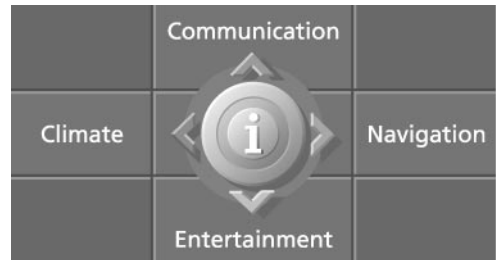 Communication
Climate
i
Navigation
Entertainment